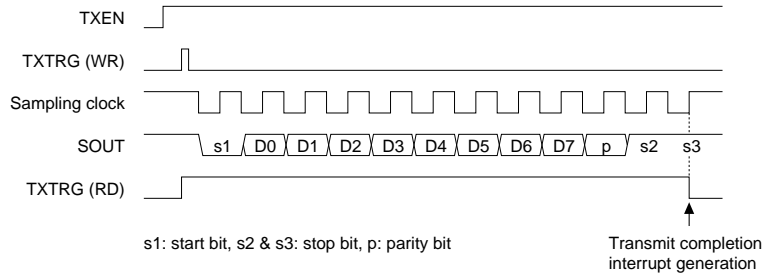 TXEN
TXTRG (WR)
Sampling clock
SOUT s1 D0 D1 D2 D3 D4 D5 D6 D7 p s2 s3
TXTRG (RD)
s1: start bit, s2 & s3: stop bit, p: parity bit
Transmit completion
interrupt generation